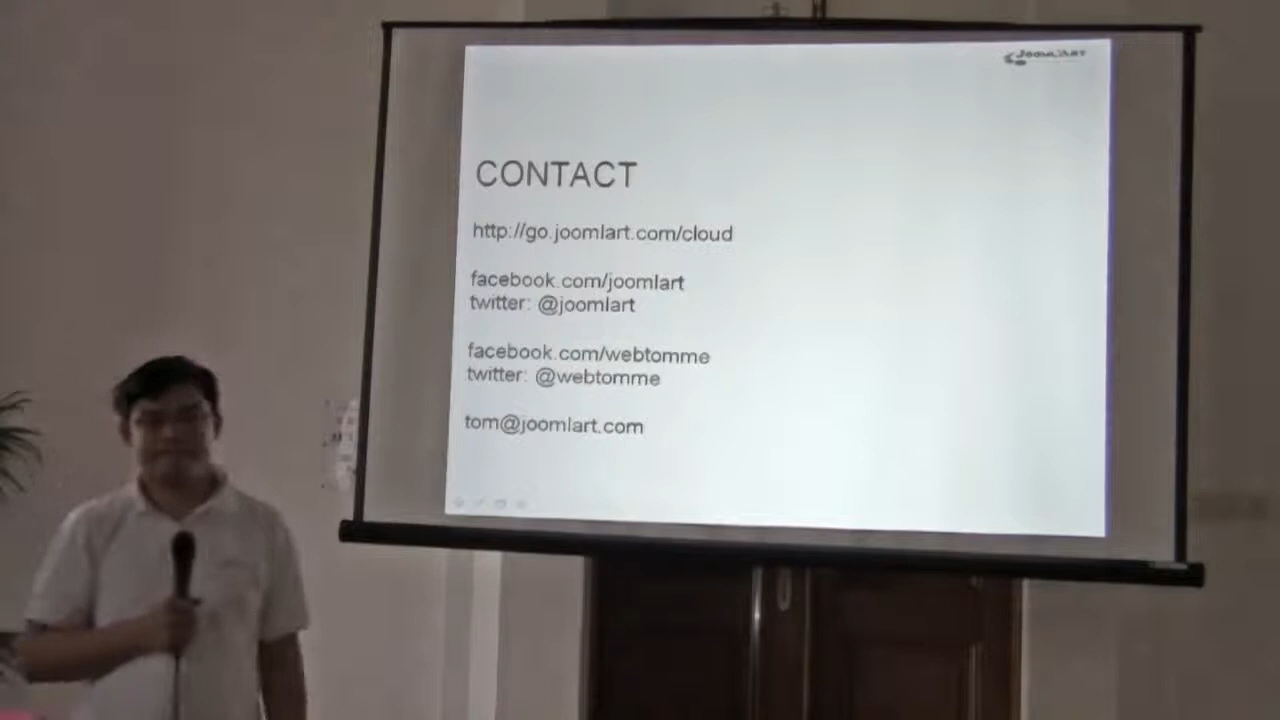 JoomlArt
CONTACT
http://go.joomlart.com/cloud
facebook.com/joomlart
twitter: @joomlart
facebook.com/webtomme
twitter: @webtomme
tom@joomlart.com